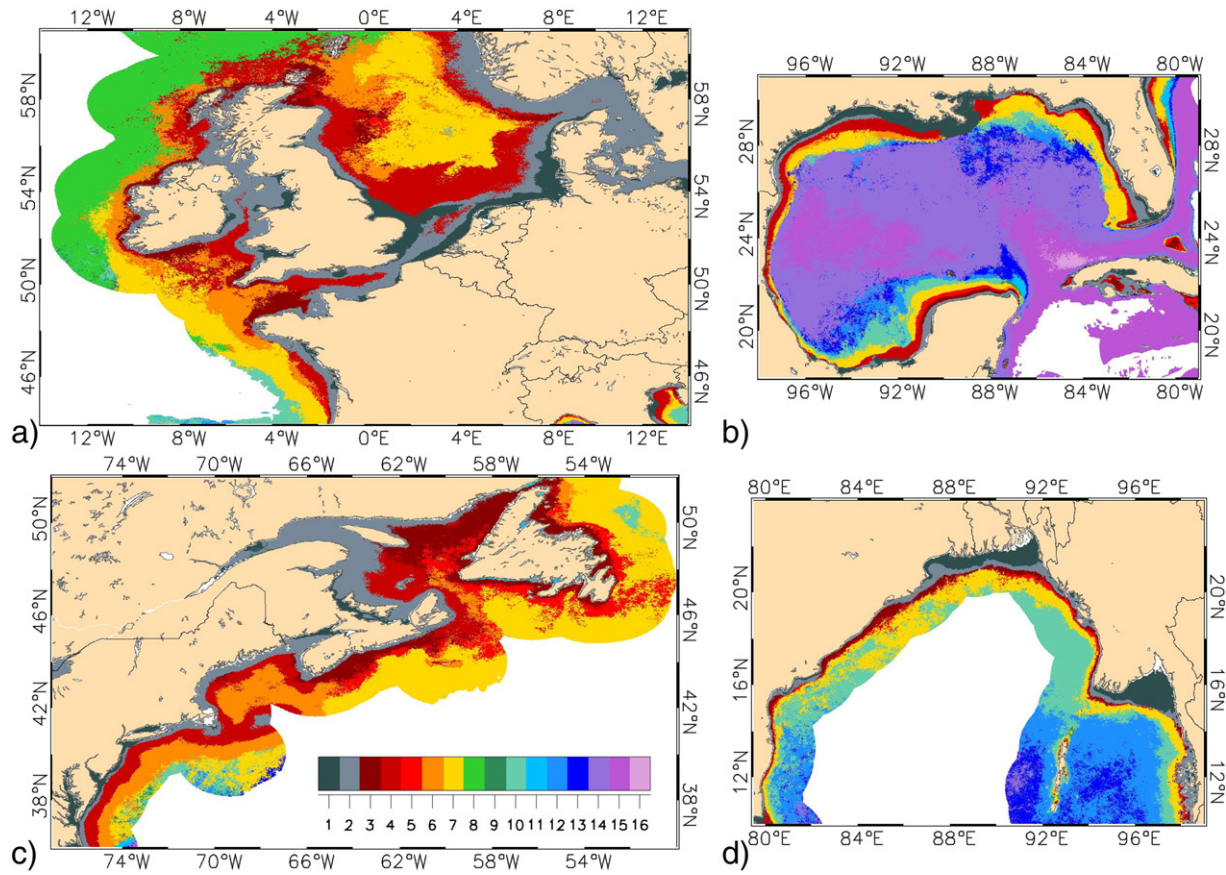 12°W 8°W 4°W 0°E 4°E 8°E 12°E
58°N 58°N
54°N 54°N
50°N 50°N
46°N 46°N
12°W 8°W 4°W 0°E 4°E 8°E 12°E
a)
96°W 92°W 88°W 84°W 80°W
28°N 28°N
24°N 24°N
20°N 20°N
96°W 92°W 88°W 84°W 80°W
b)
74°W 70°W 66°W 62°W 58°W 54°W
50°N 50°N
46°N 46°N
42°N 42°N
38°N 38°N
1 2 3 4 5 6 7 8 9 10 11 12 13 14 15 16
74°W 70°W 66°W 62°W 58°W 54°W
c)
80°E 84°E 88°E 92°E 96°E
20°N 20°N
16°N 16°N
12°N 12°N
80°E 84°E 88°E 92°E 96°E
d)